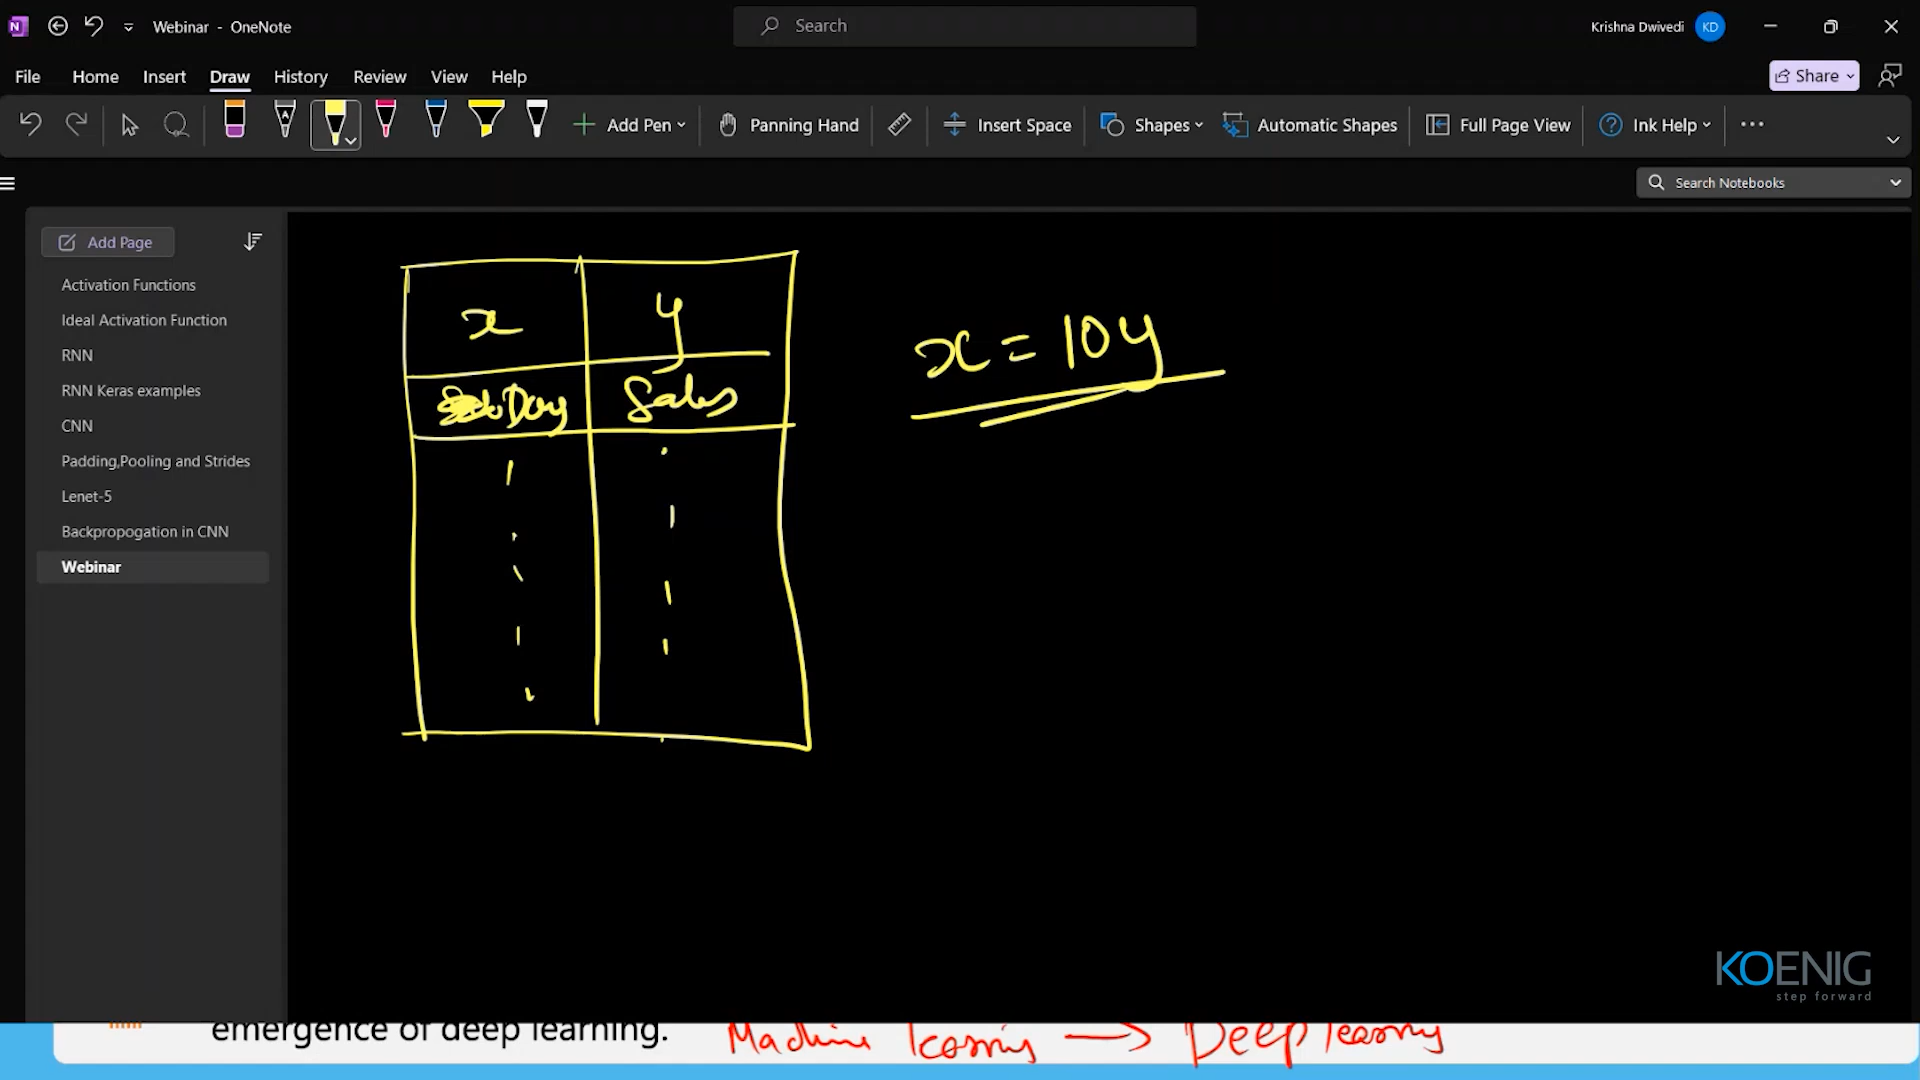 Webinar - OneNote
Search
Krishna Dwivedi KD
File Home Insert Draw History Review View Help
Share
Add Pen Panning Hand Insert Space Shapes Automatic Shapes Full Page View Ink Help
Search Notebooks
Add Page
Activation Functions
Ideal Activation Function
RNN
RNN Keras examples
CNN
Padding,Pooling and Strides
Lenet-5
Backpropogation in CNN
Webinar
x y
Day Sales
x = 10y
KOENIG
step forward
emergence of deep learning. Machine learning → Deep learning